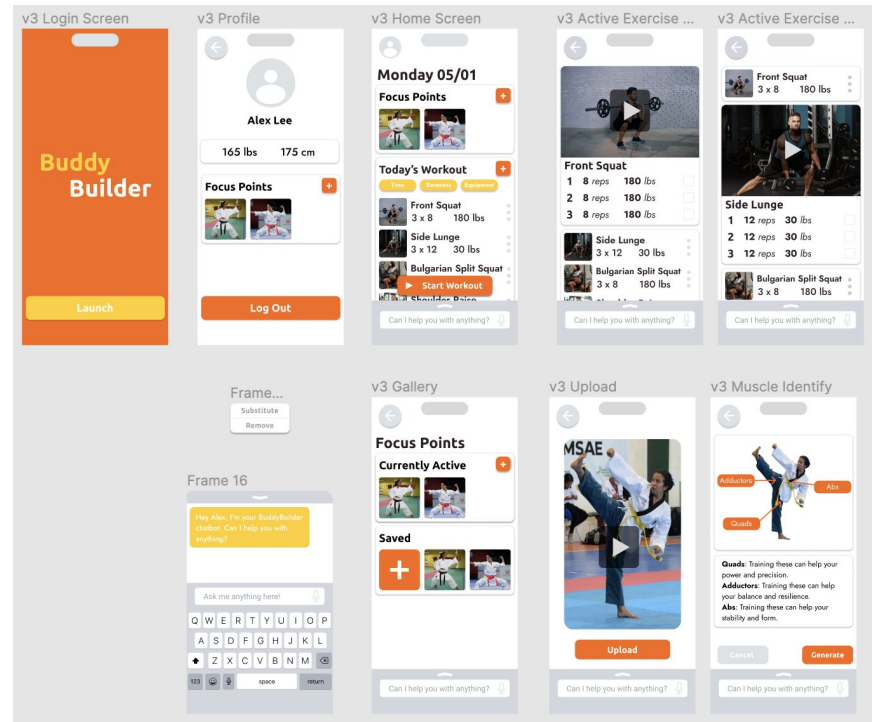 v3 Login Screen
Buddy
Builder
Launch
v3 Profile
Alex Lee
165 lbs 175 cm
Focus Points
+
Log Out
v3 Home Screen
Monday 05/01
Focus Points
+
Today's Workout
+
Time Soreness Equipment
Front Squat
3 x 8 180 lbs
Side Lunge
3 x 12 30 lbs
Bulgarian Split Squat
Start Workout
Shoulder Raise
Can I help you with anything?
v3 Active Exercise ...
Front Squat
1 8 reps 180 lbs
2 8 reps 180 lbs
3 8 reps 180 lbs
Side Lunge
3 x 12 30 lbs
Bulgarian Split Squat
3 x 8 180 lbs
Can I help you with anything?
v3 Active Exercise ...
Front Squat
3 x 8 180 lbs
Side Lunge
1 12 reps 30 lbs
2 12 reps 30 lbs
3 12 reps 30 lbs
Bulgarian Split Squat
3 x 8 180 lbs
Can I help you with anything?
Frame...
Substitute
Remove
Frame 16
Hey Alex, I'm your BuddyBuilder
chatbot. Can I help you with
anything?
Ask me anything here!
Q W E R T Y U I O P
A S D F G H J K L
Z X C V B N M
123 space return
v3 Gallery
Focus Points
Currently Active
+
Saved
+
Can I help you with anything?
v3 Upload
MSAE
Upload
Can I help you with anything?
v3 Muscle Identify
Adductors
Abs
Quads
Quads: Training these can help your
power and precision.
Adductors: Training these can help
your balance and resilience.
Abs: Training these can help your
stability and form.
Cancel Generate
Can I help you with anything?